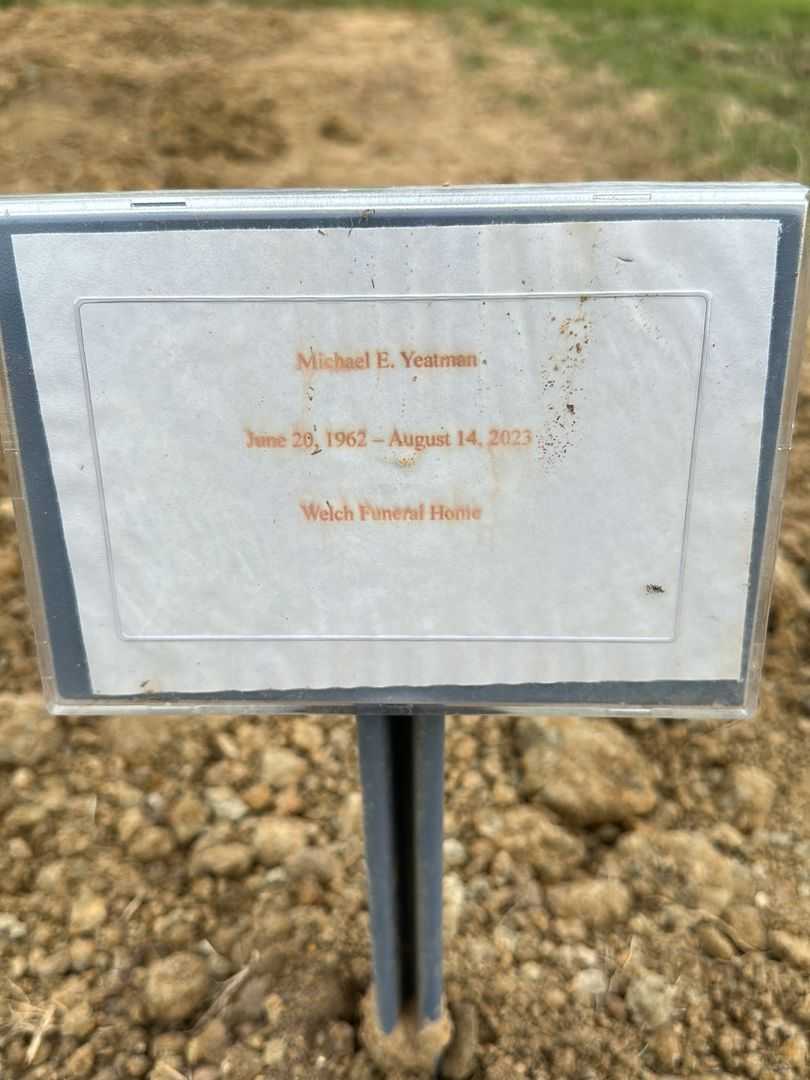 Michael E. Yeatman
June 20, 1962 – August 14, 2023
Welch Funeral Home